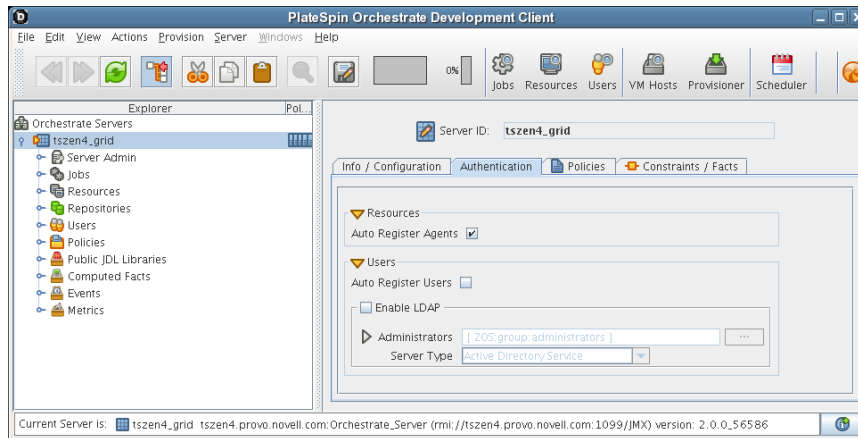 PlateSpin Orchestrate Development Client
File Edit View Actions Provision Server Windows Help
0% Jobs Resources Users VM Hosts Provisioner Scheduler
Explorer Pol...
Orchestrate Servers
tszen4_grid
Server Admin
Jobs
Resources
Repositories
Users
Policies
Public JDL Libraries
Computed Facts
Events
Metrics
Server ID: tszen4_grid
Info / Configuration Authentication Policies Constraints / Facts
Resources
Auto Register Agents
Users
Auto Register Users
Enable LDAP
Administrators [ ZOS:group:administrators ] ...
Server Type Active Directory Service
Current Server is: tszen4_grid tszen4.provo.novell.com:Orchestrate_Server (rmi://tszen4.provo.novell.com:1099/JMX) version: 2.0.0_56586